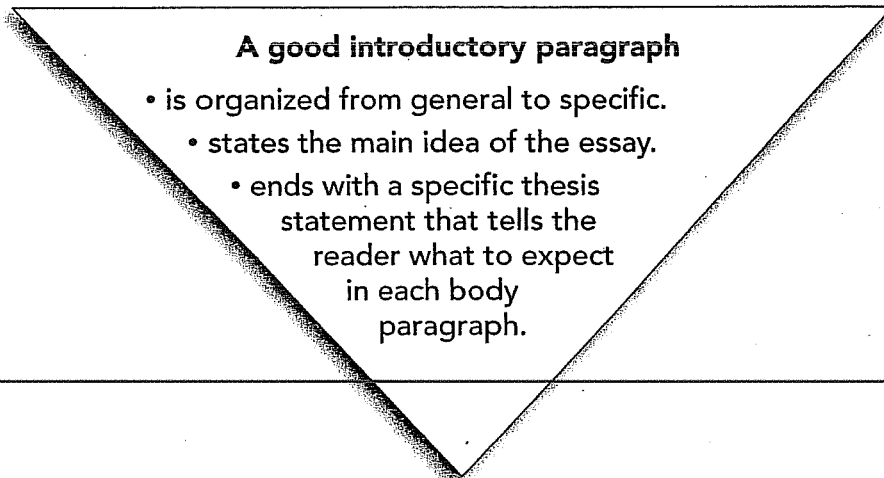 A good introductory paragraph
• is organized from general to specific.
• states the main idea of the essay.
• ends with a specific thesis
statement that tells the
reader what to expect
in each body
paragraph.